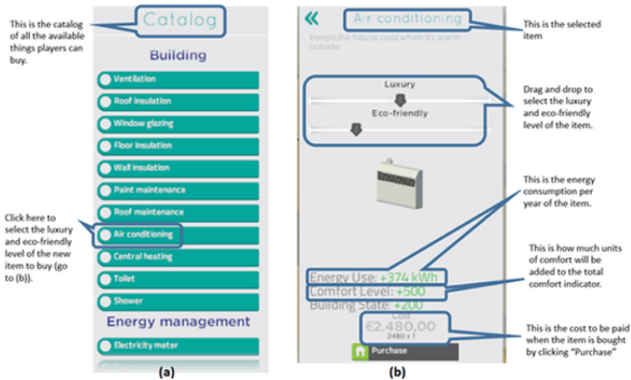 This is the catalog
of all the available
things players can
buy.
Click here to
select the luxury
and eco-friendly
level of the new
item to buy (go
to (b)).
Catalog
Building
Ventilation
Roof insulation
Window glazing
Floor insulation
Wall insulation
Paint maintenance
Roof maintenance
Air conditioning
Central heating
Toilet
Shower
Energy management
Electricity meter
(a)
Air conditioning
Keeps the house cool when it is warm
outside.
Luxury
Eco-friendly
Energy Use: +374 kWh
Comfort Level: +500
Building State: +200
Cost
€2.480,00
2480 x 1
Purchase
(b)
This is the selected
item
Drag and drop to
select the luxury
and eco-friendly
level of the item.
This is the energy
consumption per
year of the item.
This is how much units
of comfort will be
added to the total
comfort indicator.
This is the cost to be paid
when the item is bought
by clicking "Purchase"